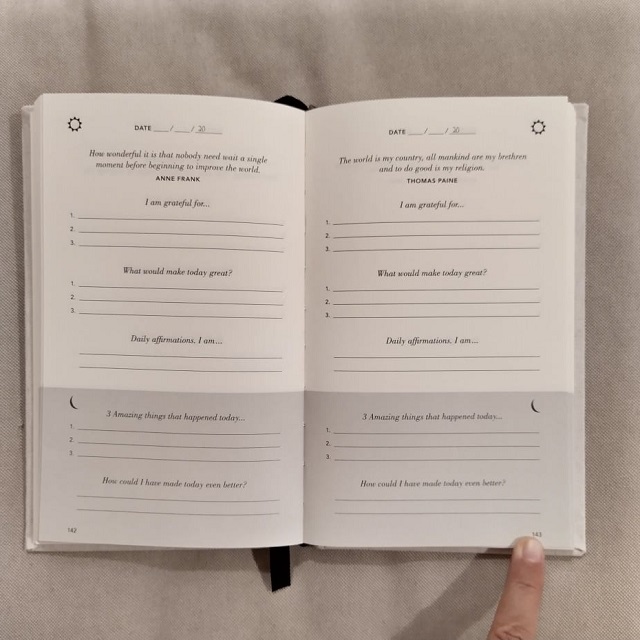 DATE ___/___/ 20___
How wonderful it is that nobody need wait a single
moment before beginning to improve the world.
ANNE FRANK
I am grateful for...
1.
2.
3.
What would make today great?
1.
2.
3.
Daily affirmations. I am...
3 Amazing things that happened today...
1.
2.
3.
How could I have made today even better?
142
DATE ___/___/ 20___
The world is my country, all mankind are my brethren
and to do good is my religion.
THOMAS PAINE
I am grateful for...
1.
2.
3.
What would make today great?
1.
2.
3.
Daily affirmations. I am...
3 Amazing things that happened today...
1.
2.
3.
How could I have made today even better?
143